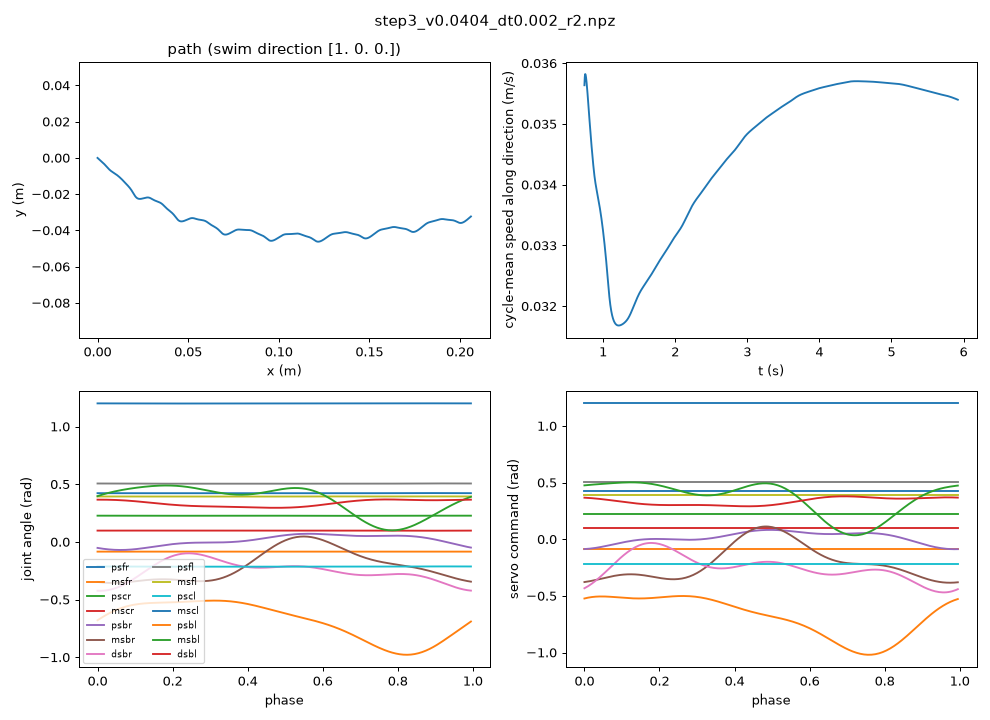 step3_v0.0404_dt0.002_r2.npz
path (swim direction [1. 0. 0.])
0.04
0.02
0.00
−0.02
−0.04
−0.06
−0.08
y (m)
0.00 0.05 0.10 0.15 0.20
x (m)
0.036
0.035
0.034
0.033
0.032
cycle-mean speed along direction (m/s)
1 2 3 4 5 6
t (s)
1.0
0.5
0.0
−0.5
−1.0
joint angle (rad)
psfr psfl
msfr msfl
pscr pscl
mscr mscl
psbr psbl
msbr msbl
dsbr dsbl
0.0 0.2 0.4 0.6 0.8 1.0
phase
1.0
0.5
0.0
−0.5
−1.0
servo command (rad)
0.0 0.2 0.4 0.6 0.8 1.0
phase